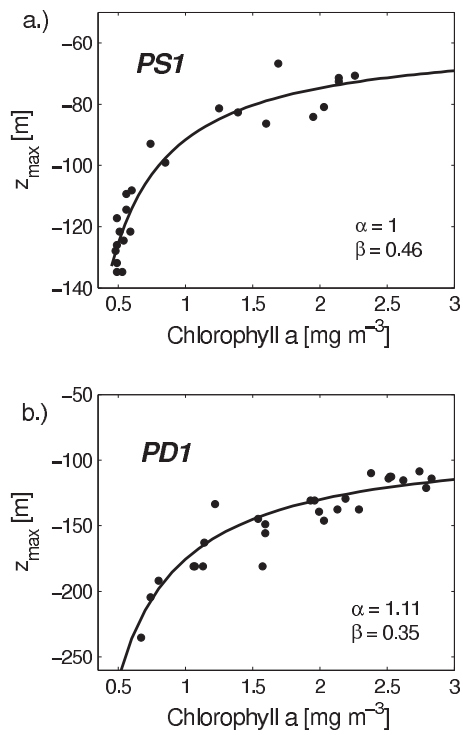 a.)
PS1
−60
−80
−100
−120
−140
z_max [m]
α = 1
β = 0.46
0.5 1 1.5 2 2.5 3
Chlorophyll a [mg m⁻³]
b.)
PD1
−50
−100
−150
−200
−250
z_max [m]
α = 1.11
β = 0.35
0.5 1 1.5 2 2.5 3
Chlorophyll a [mg m⁻³]